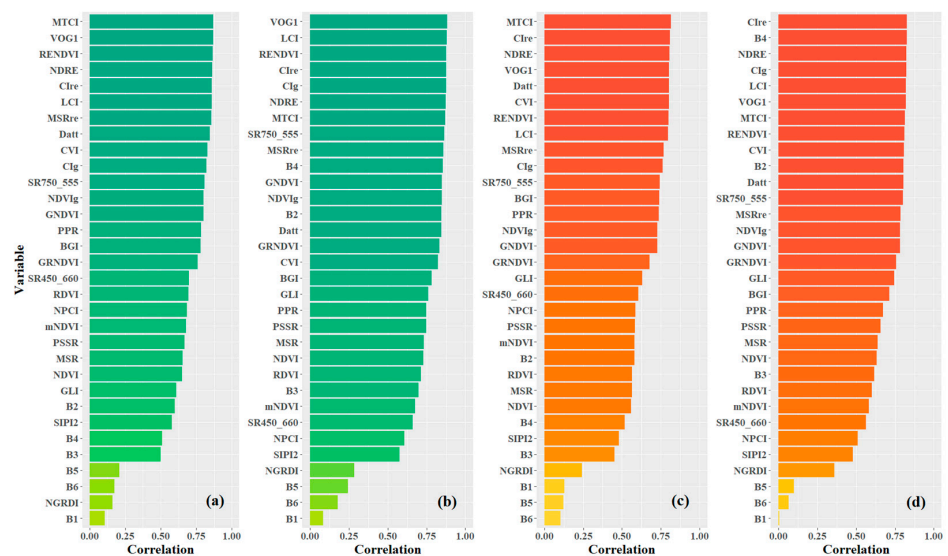 Variable
MTCI
VOG1
RENDVI
NDRE
CIre
LCI
MSRre
Datt
CVI
CIg
SR750_555
NDVIg
GNDVI
PPR
BGI
GRNDVI
SR450_660
RDVI
NPCI
mNDVI
PSSR
MSR
NDVI
GLI
B2
SIPI2
B4
B3
B5
B6
NGRDI
B1
(a)
0.00 0.25 0.50 0.75 1.00
Correlation
VOG1
LCI
RENDVI
CIre
CIg
NDRE
MTCI
SR750_555
MSRre
B4
GNDVI
NDVIg
B2
Datt
GRNDVI
CVI
BGI
GLI
PPR
PSSR
MSR
NDVI
RDVI
B3
mNDVI
SR450_660
NPCI
SIPI2
NGRDI
B5
B6
B1
(b)
0.00 0.25 0.50 0.75 1.00
Correlation
MTCI
CIre
NDRE
VOG1
Datt
CVI
RENDVI
LCI
MSRre
CIg
SR750_555
BGI
PPR
NDVIg
GNDVI
GRNDVI
GLI
SR450_660
NPCI
PSSR
mNDVI
B2
RDVI
MSR
NDVI
B4
SIPI2
B3
NGRDI
B1
B5
B6
(c)
0.00 0.25 0.50 0.75 1.00
Correlation
CIre
B4
NDRE
CIg
LCI
VOG1
MTCI
RENDVI
CVI
B2
Datt
SR750_555
MSRre
NDVIg
GNDVI
GRNDVI
GLI
BGI
PPR
PSSR
MSR
NDVI
B3
RDVI
mNDVI
SR450_660
NPCI
SIPI2
NGRDI
B5
B6
B1
(d)
0.00 0.25 0.50 0.75 1.00
Correlation